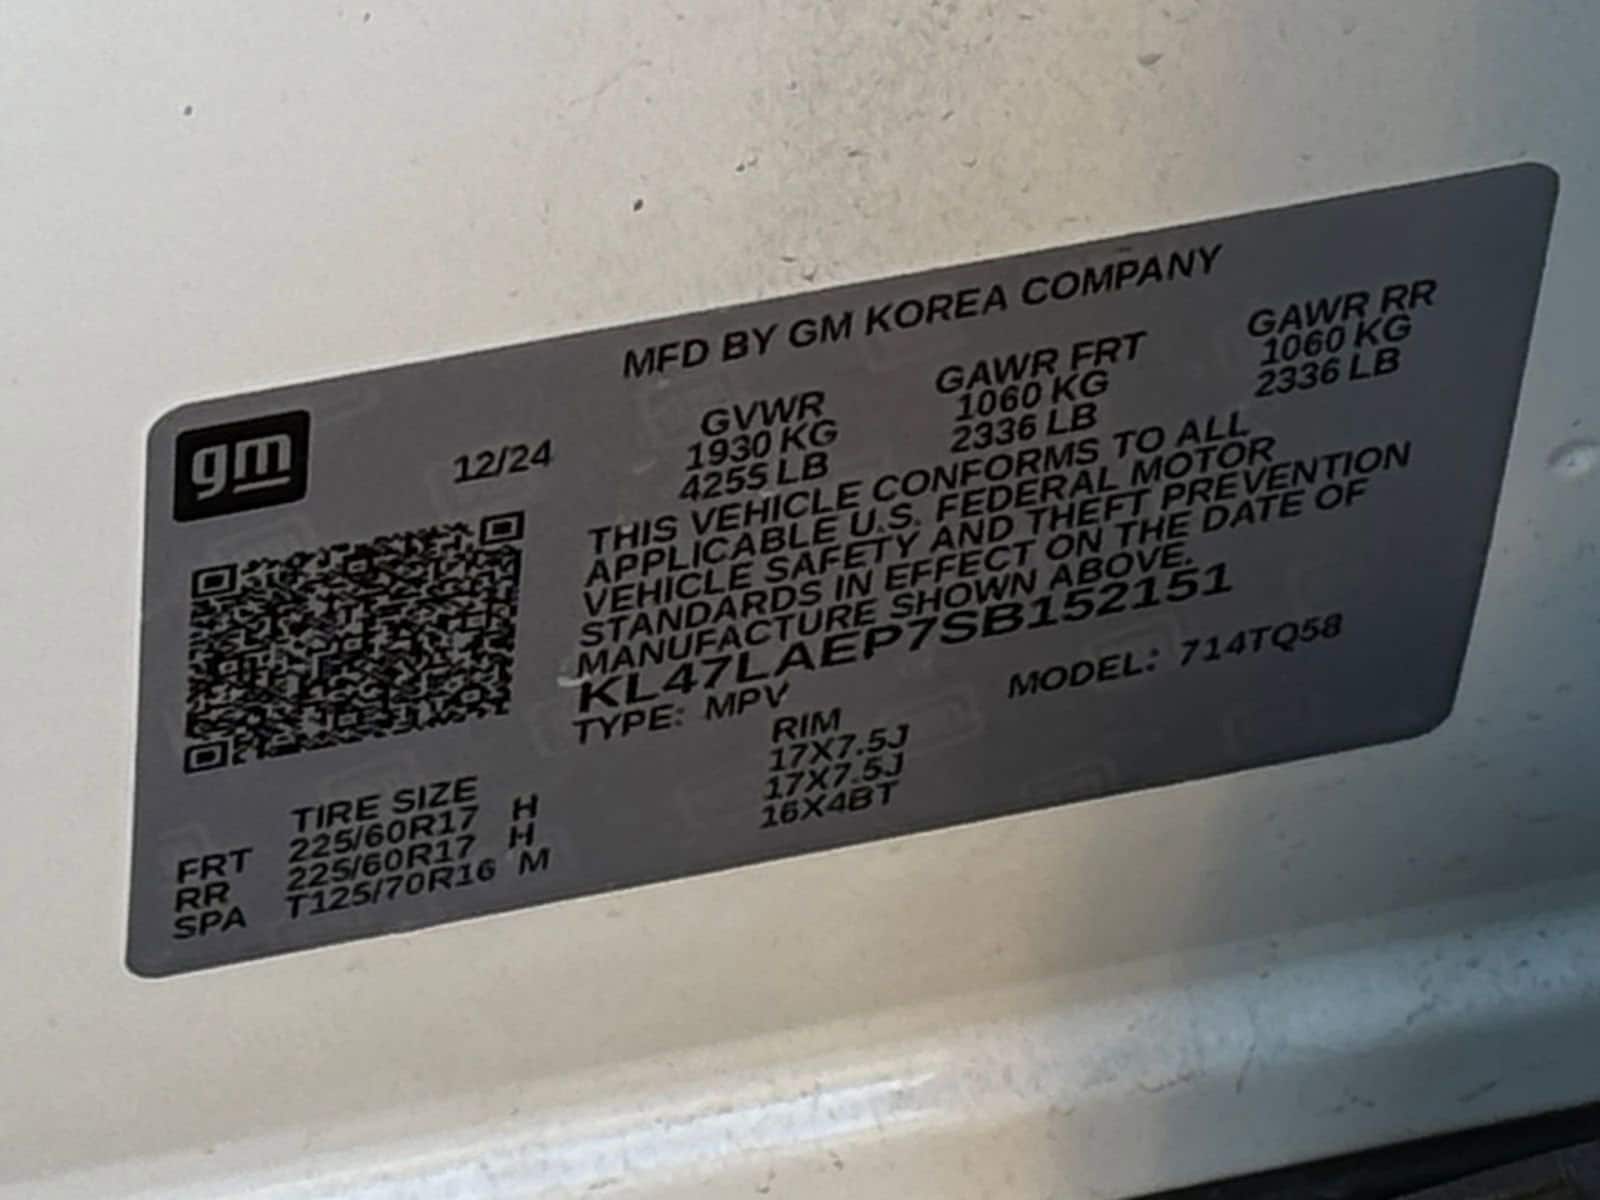 MFD BY GM KOREA COMPANY
gm
12/24
GVWR GAWR FRT GAWR RR
1930 KG 1060 KG 1060 KG
4255 LB 2336 LB 2336 LB
THIS VEHICLE CONFORMS TO ALL
APPLICABLE U.S. FEDERAL MOTOR
VEHICLE SAFETY AND THEFT PREVENTION
STANDARDS IN EFFECT ON THE DATE OF
MANUFACTURE SHOWN ABOVE.
KL47LAEP7SB152151
TYPE: MPV MODEL: 714TQ58
TIRE SIZE RIM
FRT 225/60R17 H 17X7.5J
RR 225/60R17 H 17X7.5J
SPA T125/70R16 M 16X4BT